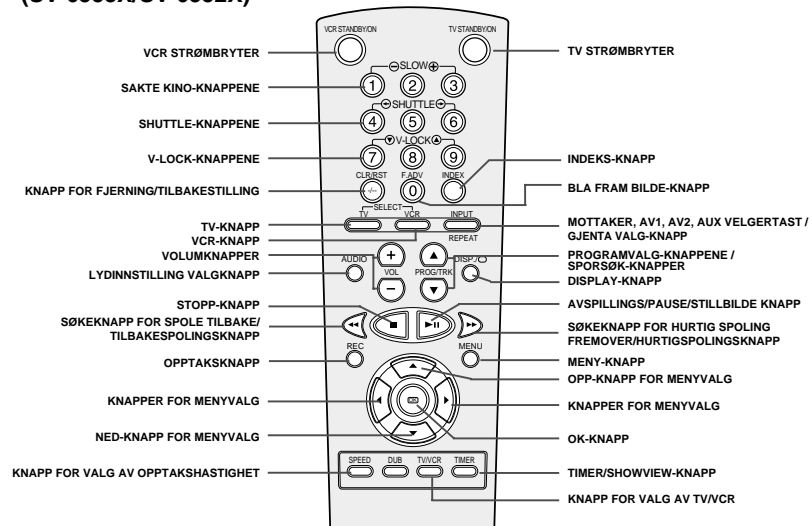 VCR STANDBY/ON
TV STANDBY/ON
VCR STRØMBRYTER
TV STRØMBRYTER
SLOW
SAKTE KINO-KNAPPENE
1 2 3
SHUTTLE
SHUTTLE-KNAPPENE
4 5 6
V-LOCK
V-LOCK-KNAPPENE
7 8 9
INDEKS-KNAPP
CLR/RST F.ADV INDEX
KNAPP FOR FJERNING/TILBAKESTILLING
-/-- 0
BLA FRAM BILDE-KNAPP
SELECT
TV VCR INPUT
TV-KNAPP
MOTTAKER, AV1, AV2, AUX VELGERTAST /
GJENTA VALG-KNAPP
VCR-KNAPP
REPEAT
VOLUMKNAPPER
PROGRAMVALG-KNAPPENE /
SPORSØK-KNAPPER
AUDIO
DISP./
LYDINNSTILLING VALGKNAPP
VOL PROG/TRK
DISPLAY-KNAPP
STOPP-KNAPP
AVSPILLINGS/PAUSE/STILLBILDE KNAPP
SØKEKNAPP FOR SPOLE TILBAKE/
TILBAKESPOLINGSKNAPP
SØKEKNAPP FOR HURTIG SPOLING
FREMOVER/HURTIGSPOLINGSKNAPP
REC MENU
OPPTAKSKNAPP
MENY-KNAPP
OPP-KNAPP FOR MENYVALG
KNAPPER FOR MENYVALG
OK
KNAPPER FOR MENYVALG
NED-KNAPP FOR MENYVALG
OK-KNAPP
SPEED DUB TV/VCR TIMER
KNAPP FOR VALG AV OPPTAKSHASTIGHET
TIMER/SHOWVIEW-KNAPP
KNAPP FOR VALG AV TV/VCR